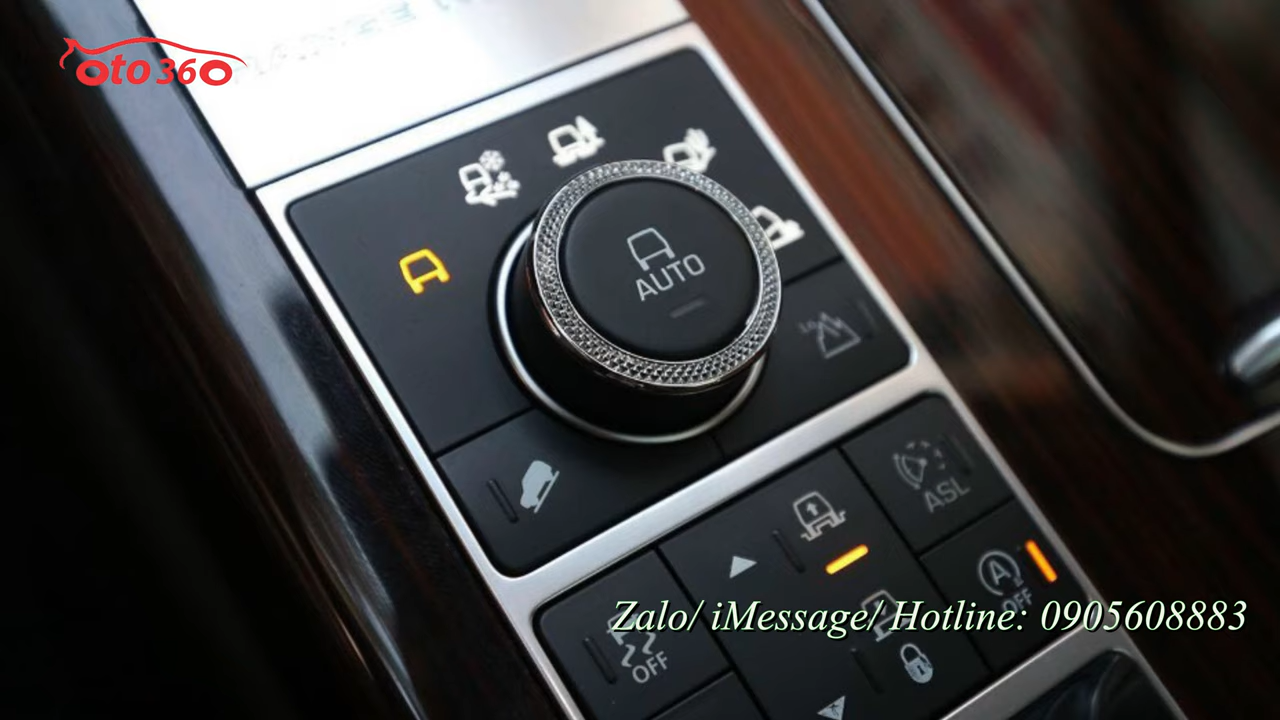 oto360
AUTO
ASL
A
OFF
Zalo/ iMessage/ Hotline: 0905608883
OFF